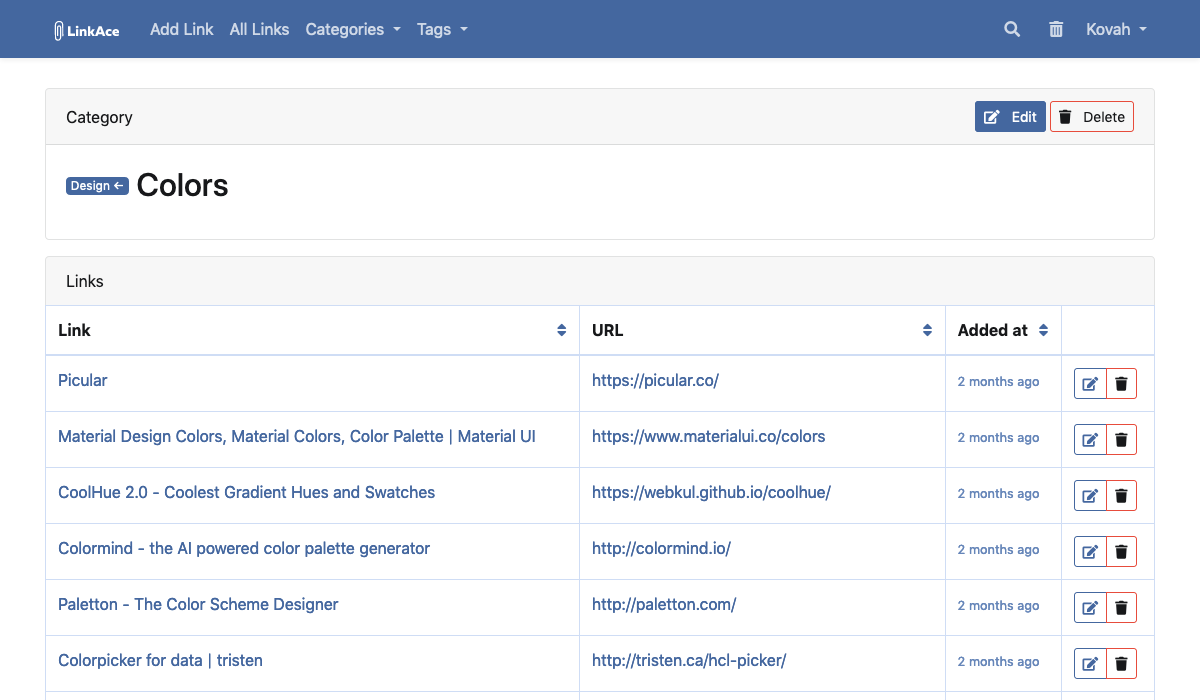 LinkAce Add Link All Links Categories Tags Kovah
Category Edit Delete
Design ← Colors
Links
Link URL Added at
Picular https://picular.co/ 2 months ago
Material Design Colors, Material Colors, Color Palette | Material UI https://www.materialui.co/colors 2 months ago
CoolHue 2.0 - Coolest Gradient Hues and Swatches https://webkul.github.io/coolhue/ 2 months ago
Colormind - the AI powered color palette generator http://colormind.io/ 2 months ago
Paletton - The Color Scheme Designer http://paletton.com/ 2 months ago
Colorpicker for data | tristen http://tristen.ca/hcl-picker/ 2 months ago